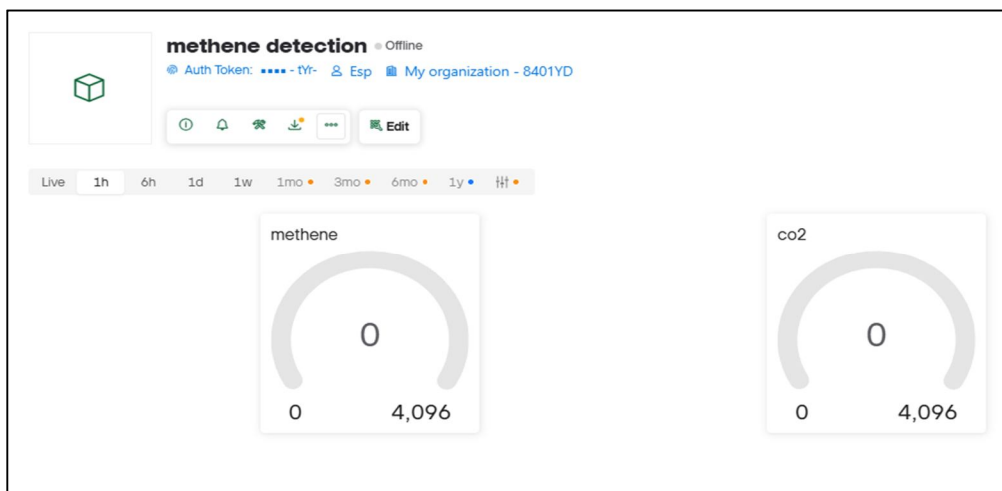 methene detection Offline
Auth Token: •••• - tYr- Esp My organization - 8401YD
Edit
Live 1h 6h 1d 1w 1mo 3mo 6mo 1y
methene co2
0 0
0 4,096 0 4,096